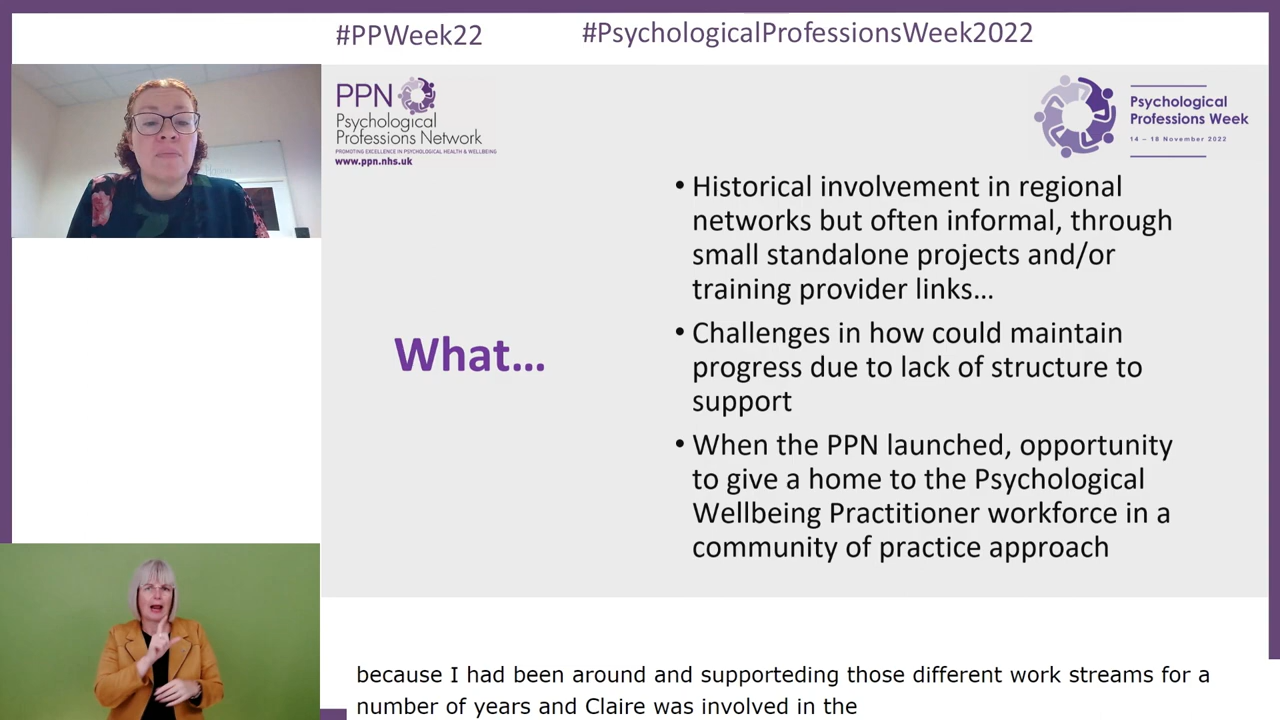 #PPWeek22
#PsychologicalProfessionsWeek2022
PPN
Psychological
Professions Network
PROMOTING EXCELLENCE IN PSYCHOLOGICAL HEALTH & WELLBEING
www.ppn.nhs.uk
Psychological
Professions Week
14 – 18 November 2022
What...
• Historical involvement in regional
networks but often informal, through
small standalone projects and/or
training provider links...
• Challenges in how could maintain
progress due to lack of structure to
support
• When the PPN launched, opportunity
to give a home to the Psychological
Wellbeing Practitioner workforce in a
community of practice approach
because I had been around and supporteding those different work streams for a
number of years and Claire was involved in the